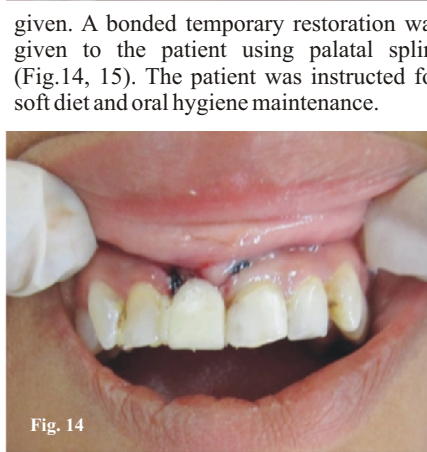 given. A bonded temporary restoration wa
given to the patient using palatal splin
(Fig.14, 15). The patient was instructed fo
soft diet and oral hygiene maintenance.
Fig. 14